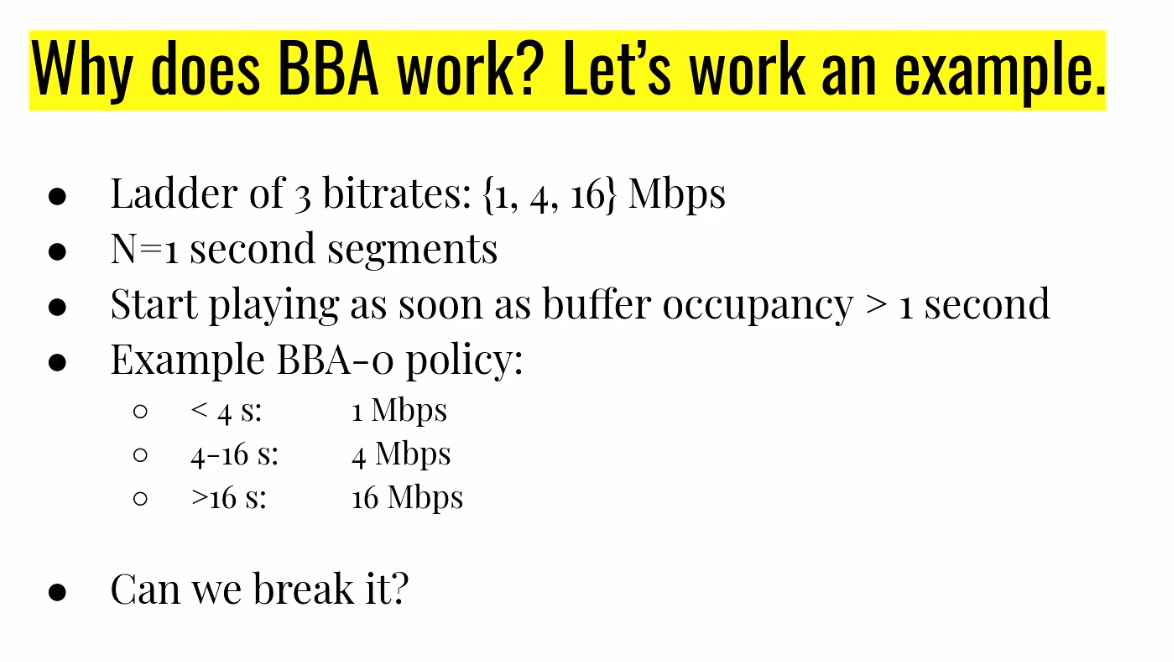 Why does BBA work? Let's work an example.
● Ladder of 3 bitrates: {1, 4, 16} Mbps
● N=1 second segments
● Start playing as soon as buffer occupancy > 1 second
● Example BBA-0 policy:
○ < 4 s: 1 Mbps
○ 4-16 s: 4 Mbps
○ >16 s: 16 Mbps
● Can we break it?